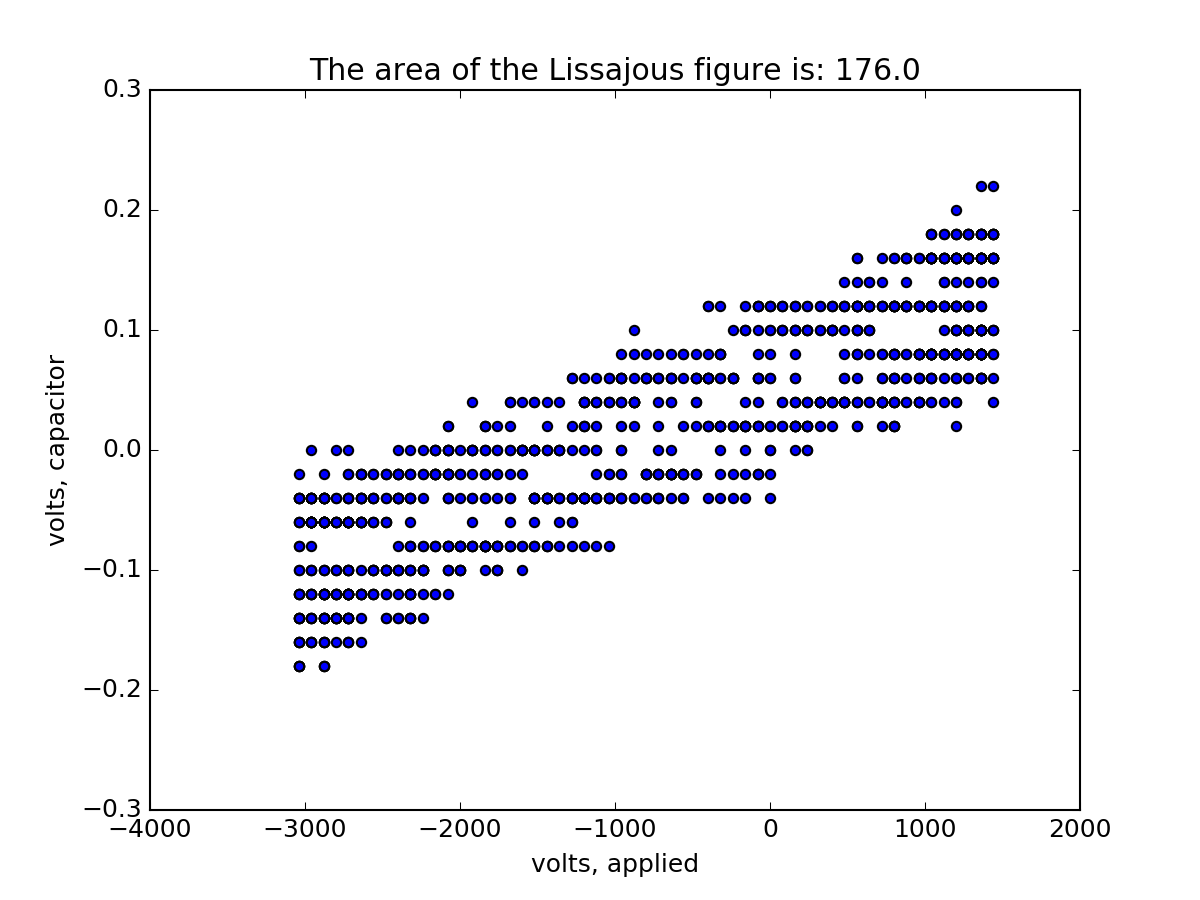 The area of the Lissajous figure is: 176.0
0.3
0.2
0.1
0.0
−0.1
−0.2
−0.3
volts, capacitor
−4000 −3000 −2000 −1000 0 1000 2000
volts, applied